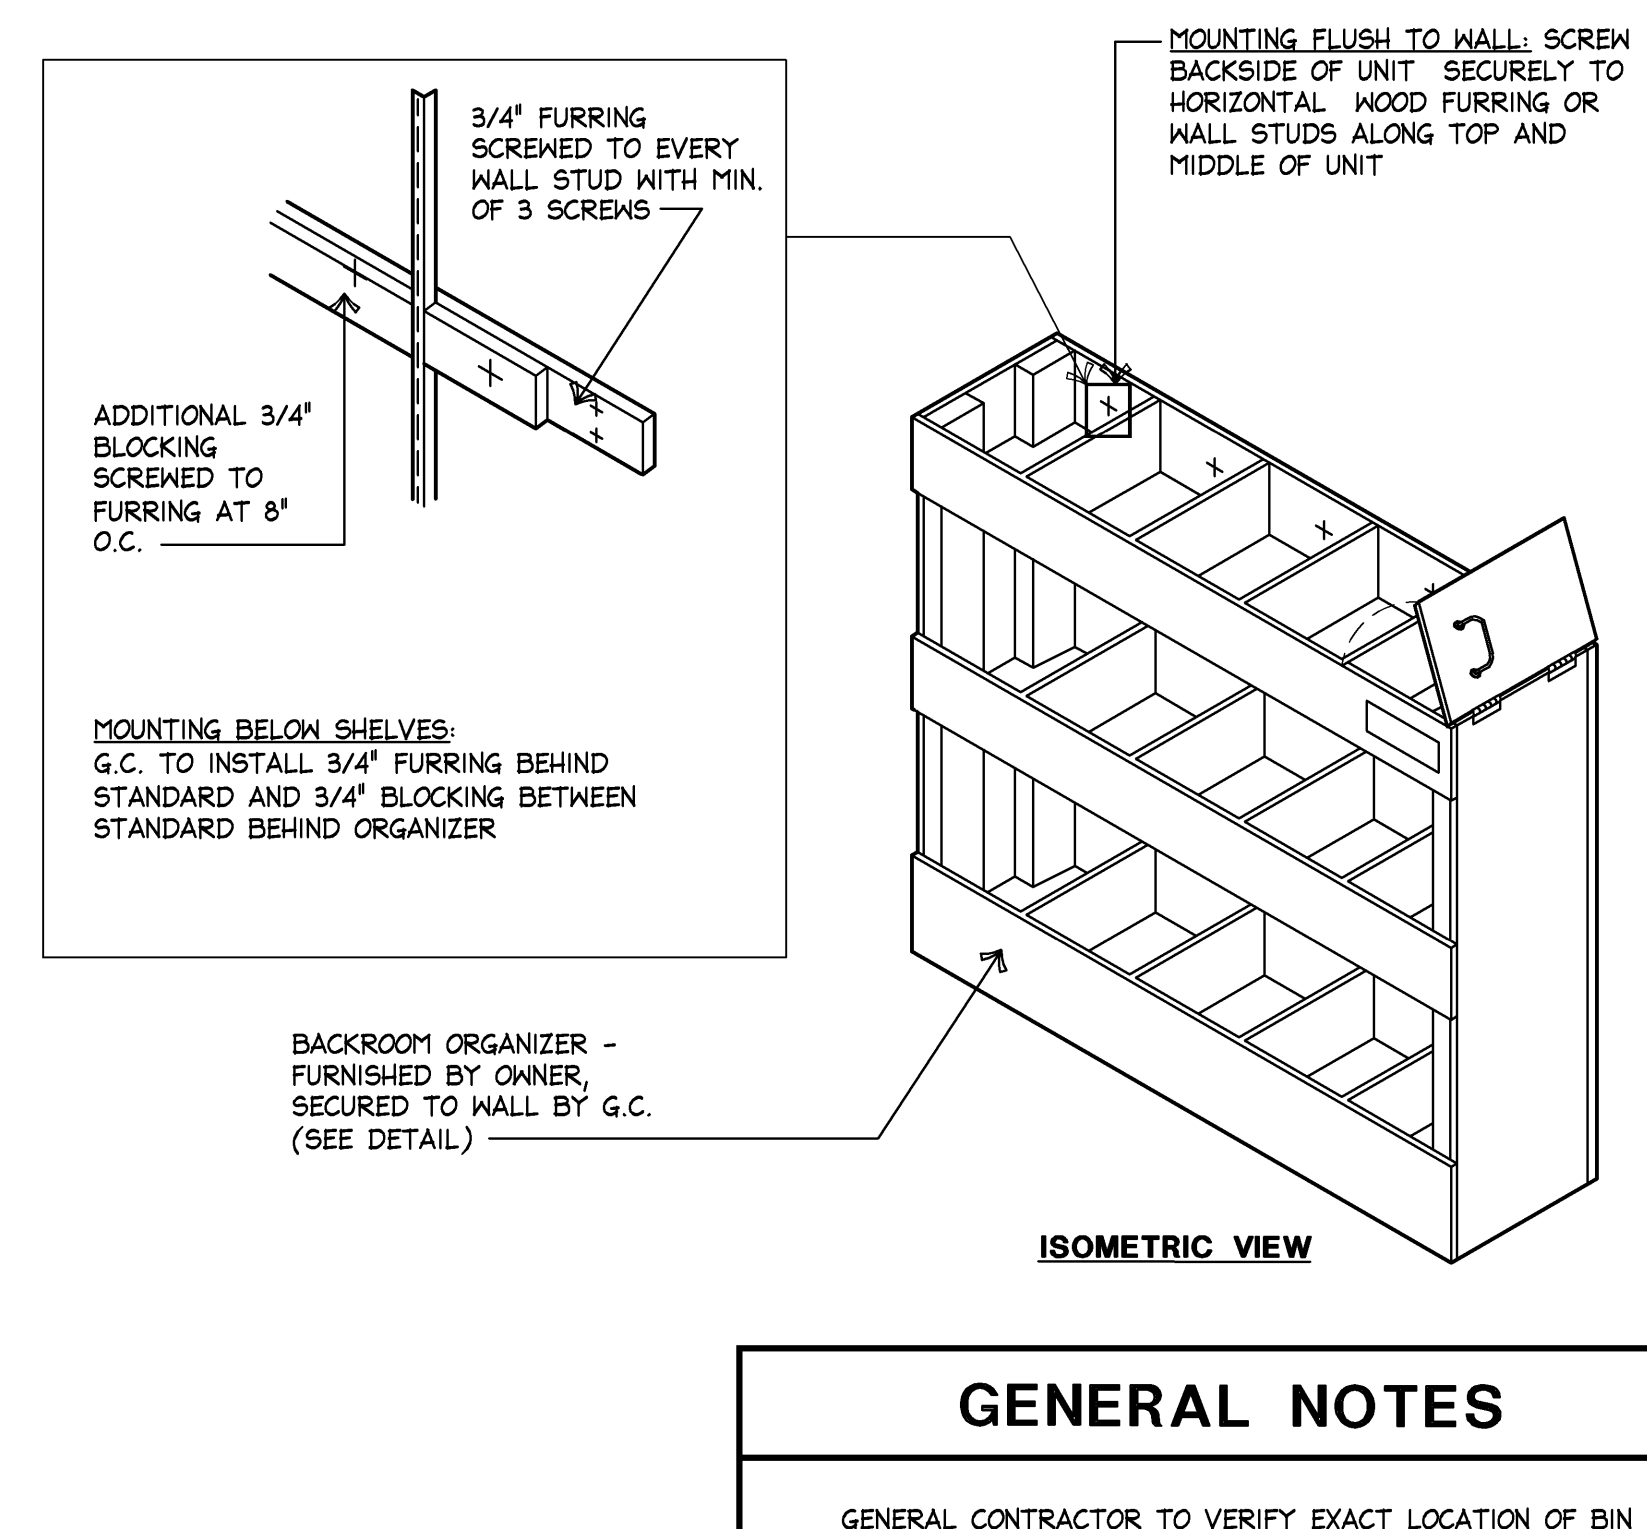 MOUNTING FLUSH TO WALL: SCREW
BACKSIDE OF UNIT SECURELY TO
HORIZONTAL WOOD FURRING OR
WALL STUDS ALONG TOP AND
MIDDLE OF UNIT
3/4" FURRING
SCREWED TO EVERY
WALL STUD WITH MIN.
OF 3 SCREWS
ADDITIONAL 3/4"
BLOCKING
SCREWED TO
FURRING AT 8"
O.C.
MOUNTING BELOW SHELVES:
G.C. TO INSTALL 3/4" FURRING BEHIND
STANDARD AND 3/4" BLOCKING BETWEEN
STANDARD BEHIND ORGANIZER
BACKROOM ORGANIZER -
FURNISHED BY OWNER,
SECURED TO WALL BY G.C.
(SEE DETAIL)
ISOMETRIC VIEW
GENERAL NOTES
GENERAL CONTRACTOR TO VERIFY EXACT LOCATION OF BIN